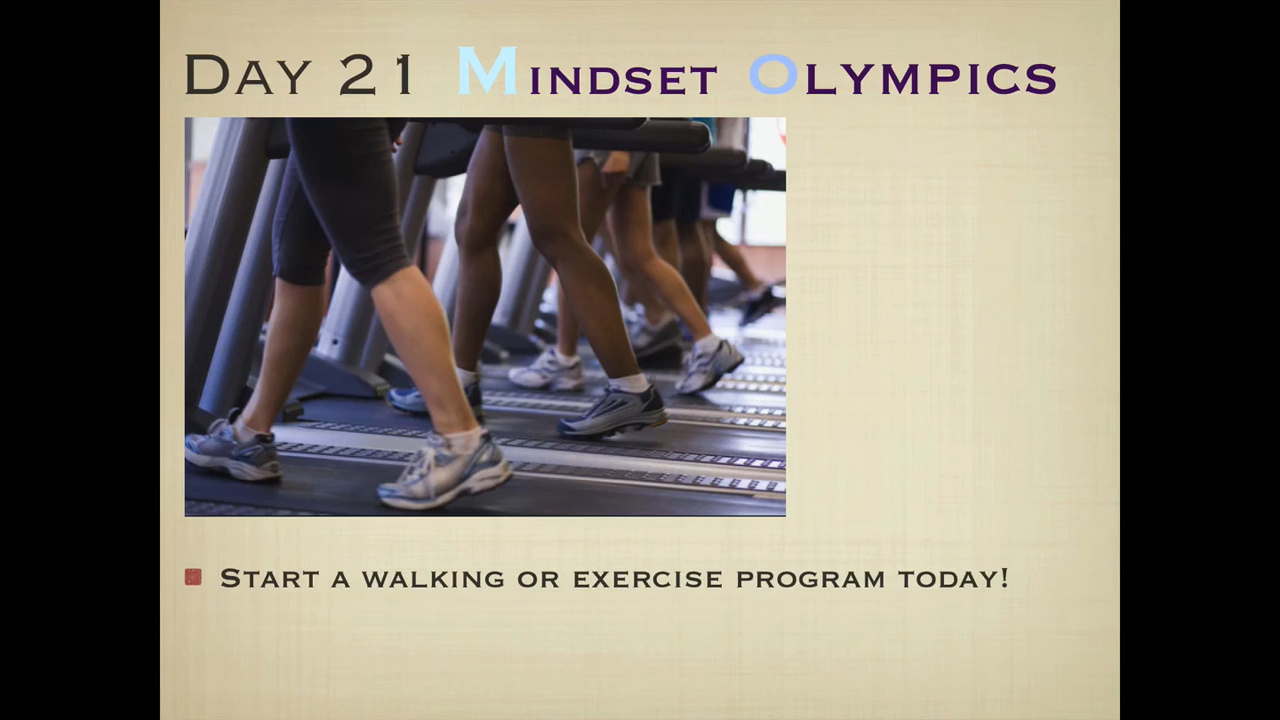 Day 21 Mindset Olympics
Start a walking or exercise program today!